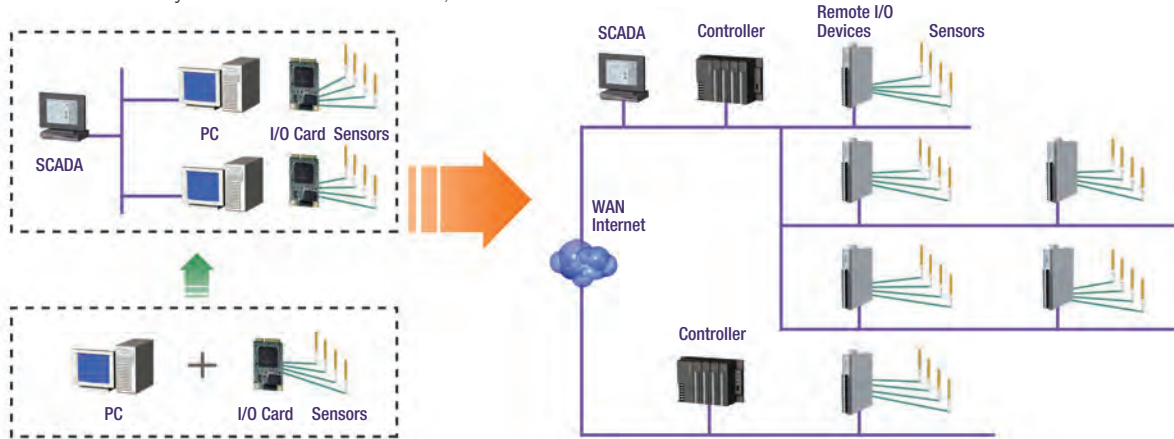 SCADA
PC
I/O Card Sensors
PC
I/O Card Sensors
SCADA
Controller
Remote I/O
Devices
Sensors
WAN
Internet
Controller